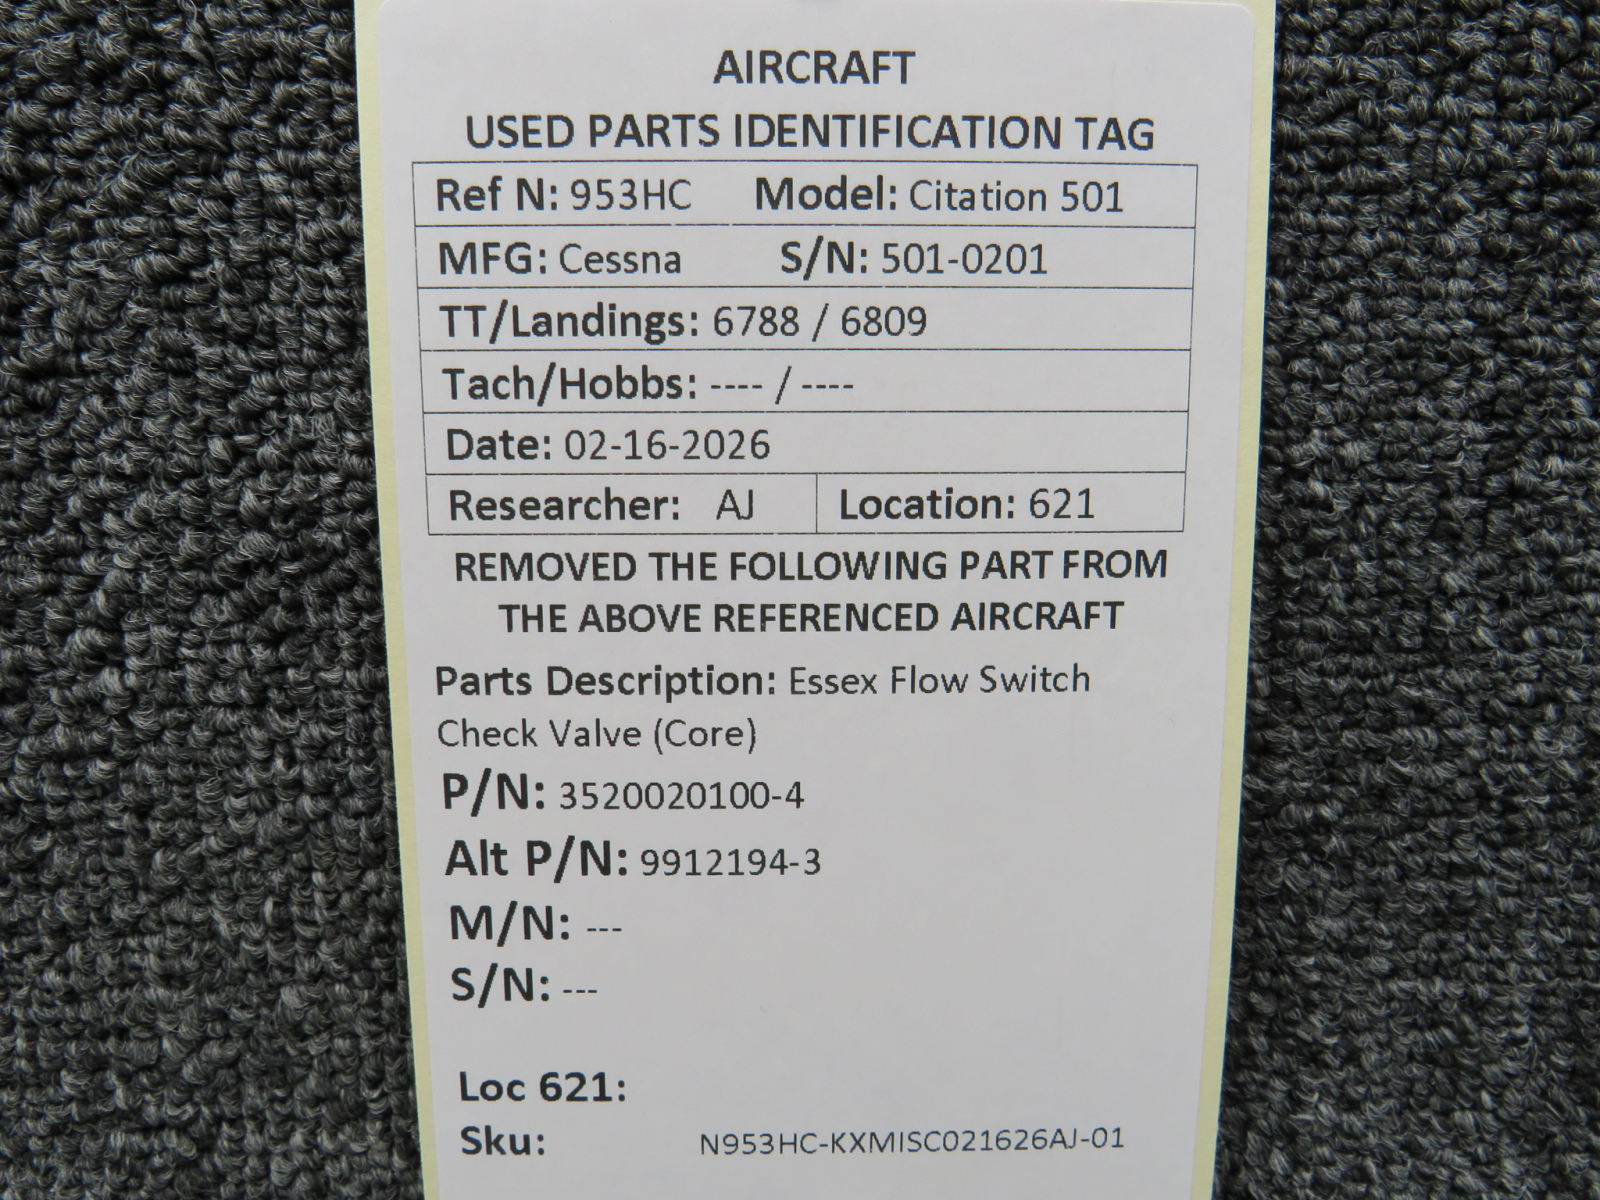 AIRCRAFT
USED PARTS IDENTIFICATION TAG
Ref N: 953HC Model: Citation 501
MFG: Cessna S/N: 501-0201
TT/Landings: 6788 / 6809
Tach/Hobbs: ---- / ----
Date: 02-16-2026
Researcher: AJ Location: 621
REMOVED THE FOLLOWING PART FROM
THE ABOVE REFERENCED AIRCRAFT
Parts Description: Essex Flow Switch
Check Valve (Core)
P/N: 3520020100-4
Alt P/N: 9912194-3
M/N: ---
S/N: ---
Loc 621:
Sku: N953HC-KXMISC021626AJ-01